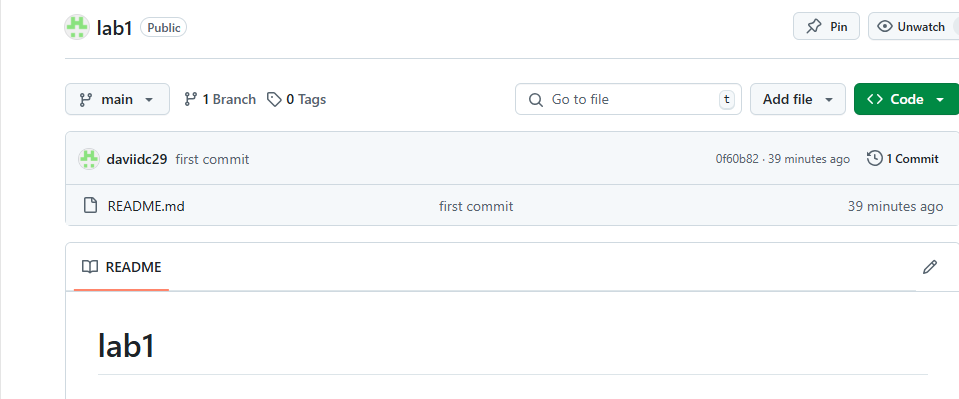 lab1 Public Pin Unwatch
main 1 Branch 0 Tags Go to file t Add file Code
daviidc29 first commit 0f60b82 · 39 minutes ago 1 Commit
README.md first commit 39 minutes ago
README
lab1